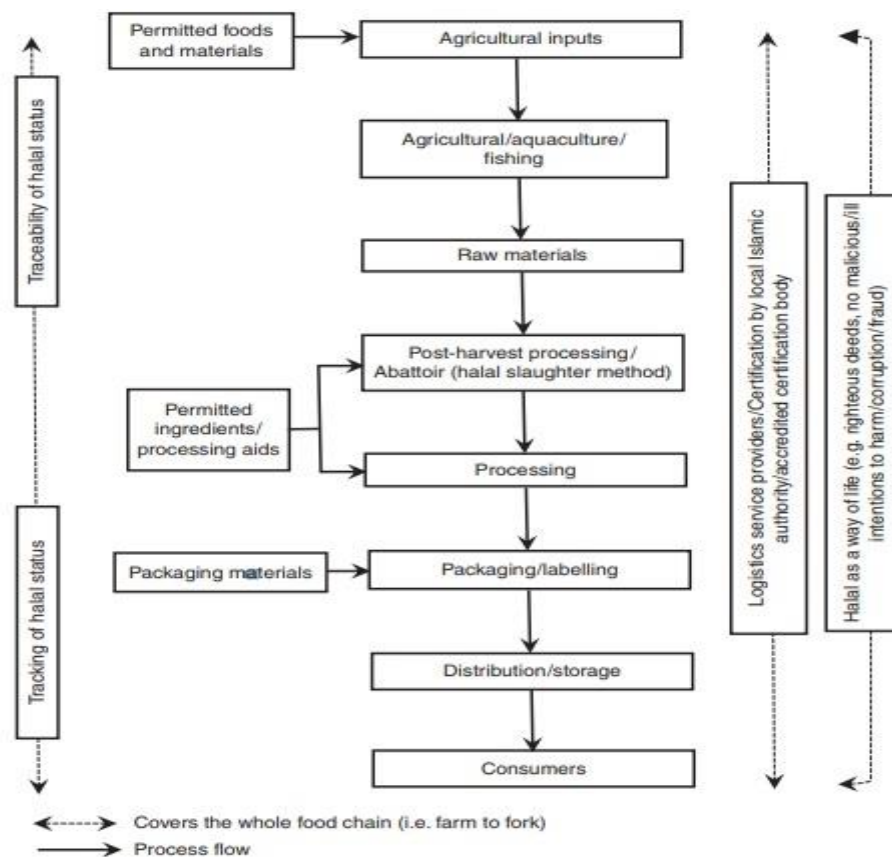 Permitted foods
and materials
Agricultural inputs
Agricultural/aquaculture/
fishing
Raw materials
Post-harvest processing/
Abattoir (halal slaughter method)
Permitted
ingredients/
processing aids
Processing
Packaging materials
Packaging/labelling
Distribution/storage
Consumers
Traceability of halal status
Tracking of halal status
Logistics service providers/Certification by local Islamic
authority/accredited certification body
Halal as a way of life (e.g. righteous deeds, no malicious/ill
intentions to harm/corruption/fraud)
Covers the whole food chain (i.e. farm to fork)
Process flow